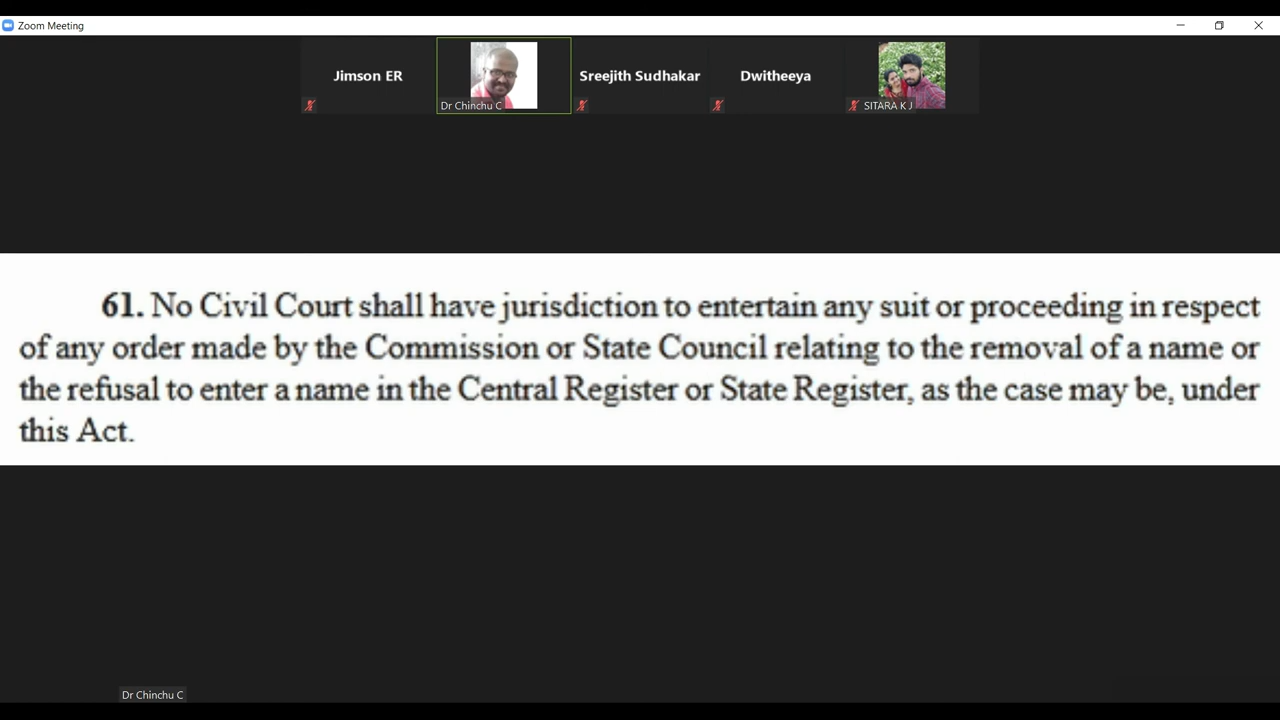 Zoom Meeting
Jimson ER
Dr Chinchu C
Sreejith Sudhakar
Dwitheeya
SITARA K J
61. No Civil Court shall have jurisdiction to entertain any suit or proceeding in respect
of any order made by the Commission or State Council relating to the removal of a name or
the refusal to enter a name in the Central Register or State Register, as the case may be, under
this Act.
Dr Chinchu C